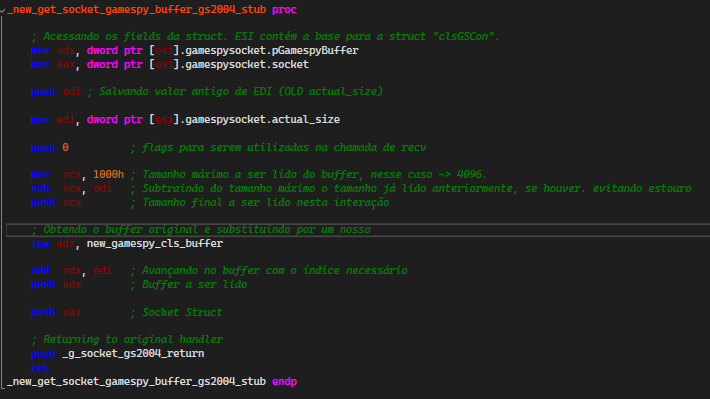 _new_get_socket_gamespy_buffer_gs2004_stub proc
; Acessando os fields da struct. ESI contém a base para a struct "clsGSCon".
mov edx, dword ptr [esi].gamespysocket.pGamespyBuffer
mov eax, dword ptr [esi].gamespysocket.socket
push edi ; Salvando valor antigo de EDI (OLD actual_size)
mov edi, dword ptr [esi].gamespysocket.actual_size
push 0 ; flags para serem utilizadas na chamada de recv
mov ecx, 1000h ; Tamanho máximo a ser lido do buffer, nesse caso -> 4096.
sub ecx, edi ; Subtraindo do tamanho máximo o tamanho já lido anteriormente, se houver. evitando estouro
push ecx ; Tamanho final a ser lido nesta interação
; Obtendo o buffer original e substituindo por um nosso
lea edx, new_gamespy_cls_buffer
add edx, edi ; Avançando no buffer com o índice necessário
push edx ; Buffer a ser lido
push eax ; Socket Struct
; Returning to original handler
push _g_socket_gs2004_return
ret
_new_get_socket_gamespy_buffer_gs2004_stub endp